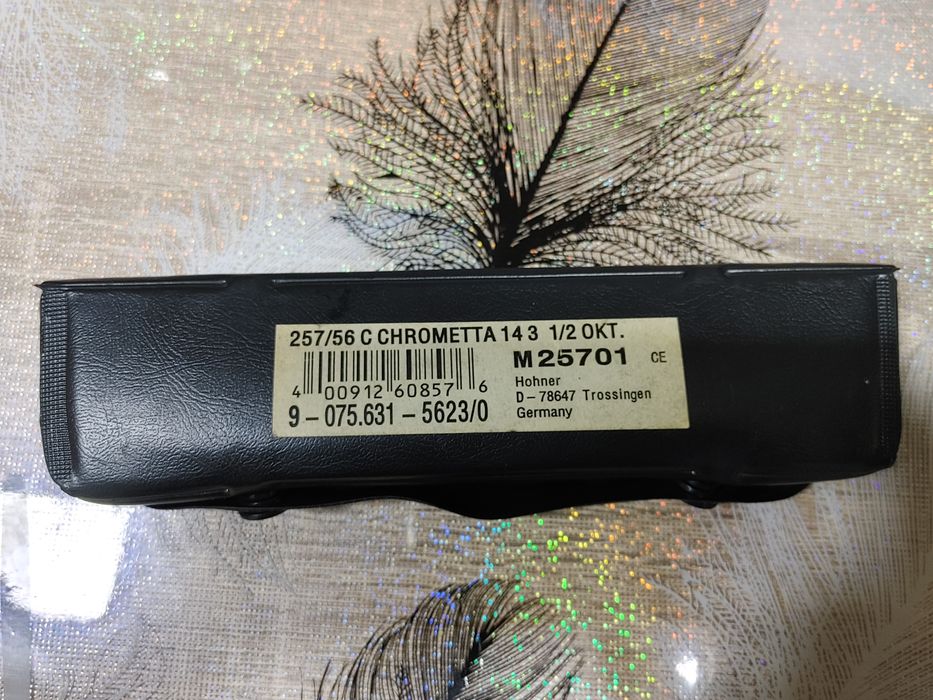 257/56 C CHROMETTA 14 3 1/2 OKT.
M 25701 CE
4 00912 60857 6
Hohner
D - 78647 Trossingen
9 - 075.631 - 5623/0
Germany